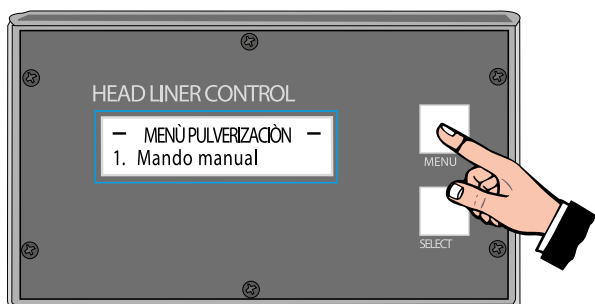 HEAD LINER CONTROL
— MENÙ PULVERIZACIÒN —
1. Mando manual
MENU
SELECT